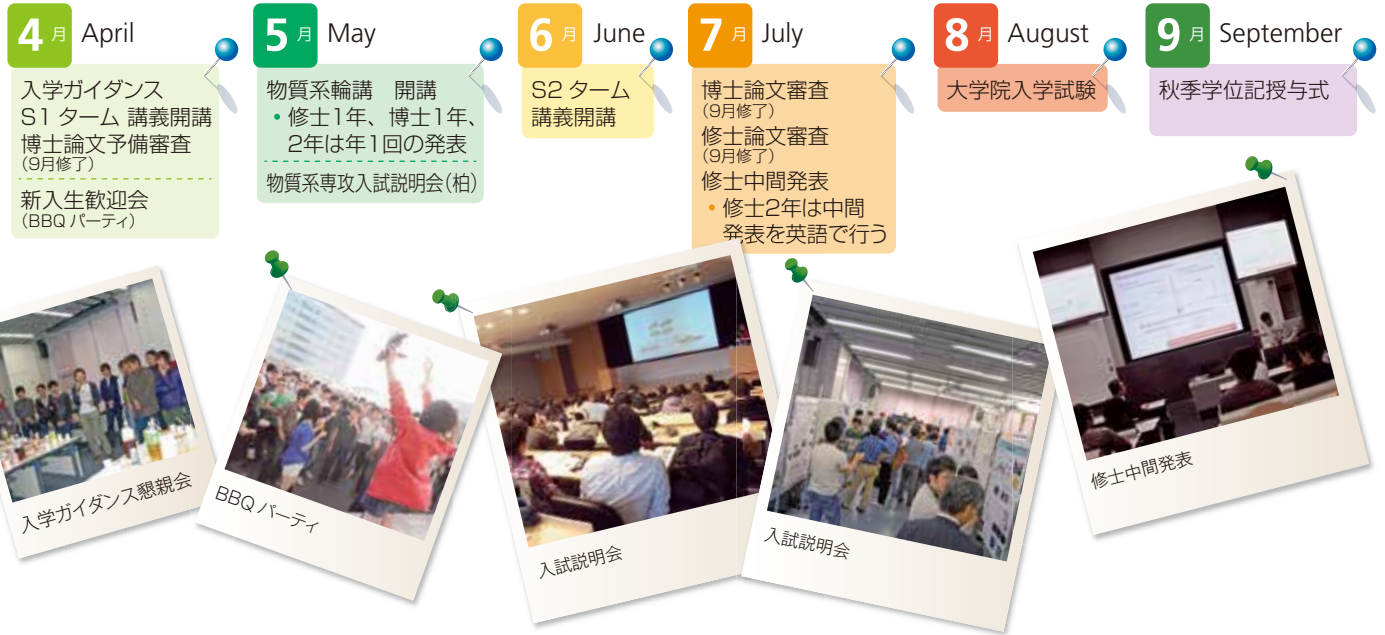 4月 April
入学ガイダンス
S1 ターム 講義開講
博士論文予備審査
(9月修了)
新入生歓迎会
(BBQ パーティ)
5月 May
物質系輪講　開講
・修士1年、博士1年、
2年は年1回の発表
物質系専攻入試説明会(柏)
6月 June
S2 ターム
講義開講
7月 July
博士論文審査
(9月修了)
修士論文審査
(9月修了)
修士中間発表
・修士2年は中間
発表を英語で行う
8月 August
大学院入学試験
9月 September
秋季学位記授与式
入学ガイダンス懇親会
BBQ パーティ
入試説明会
入試説明会
修士中間発表